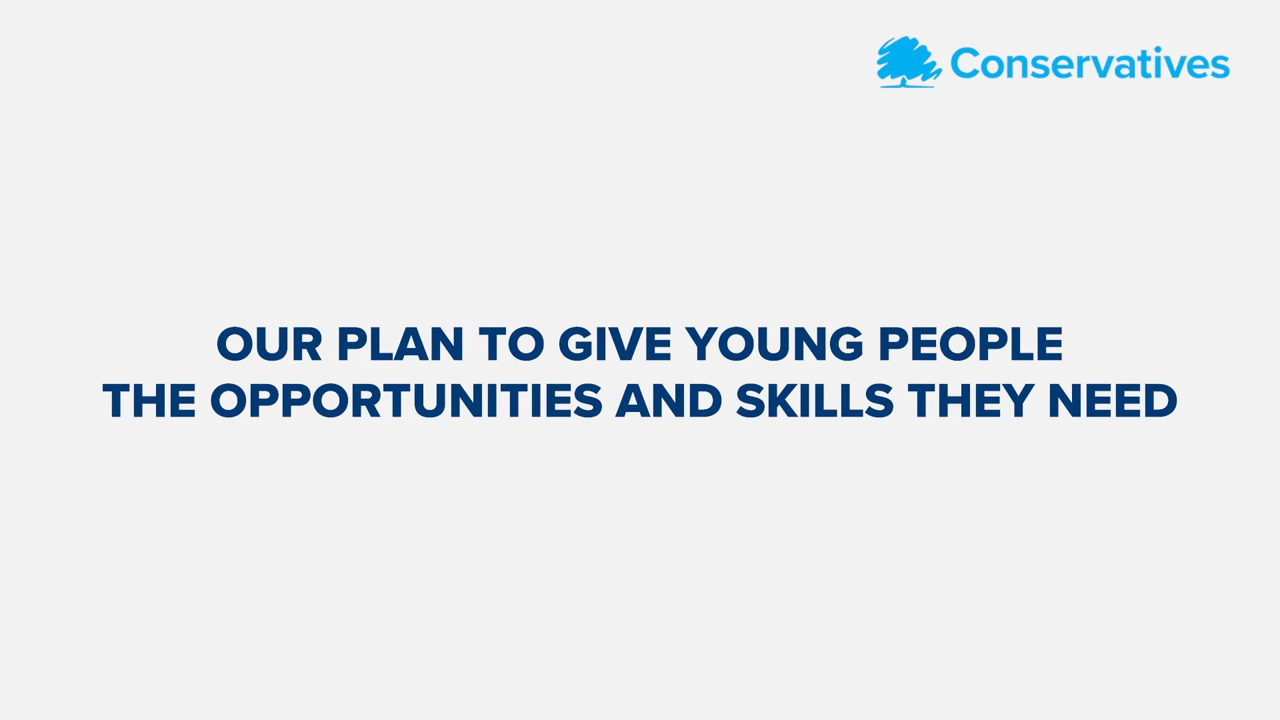 Conservatives
OUR PLAN TO GIVE YOUNG PEOPLE
THE OPPORTUNITIES AND SKILLS THEY NEED